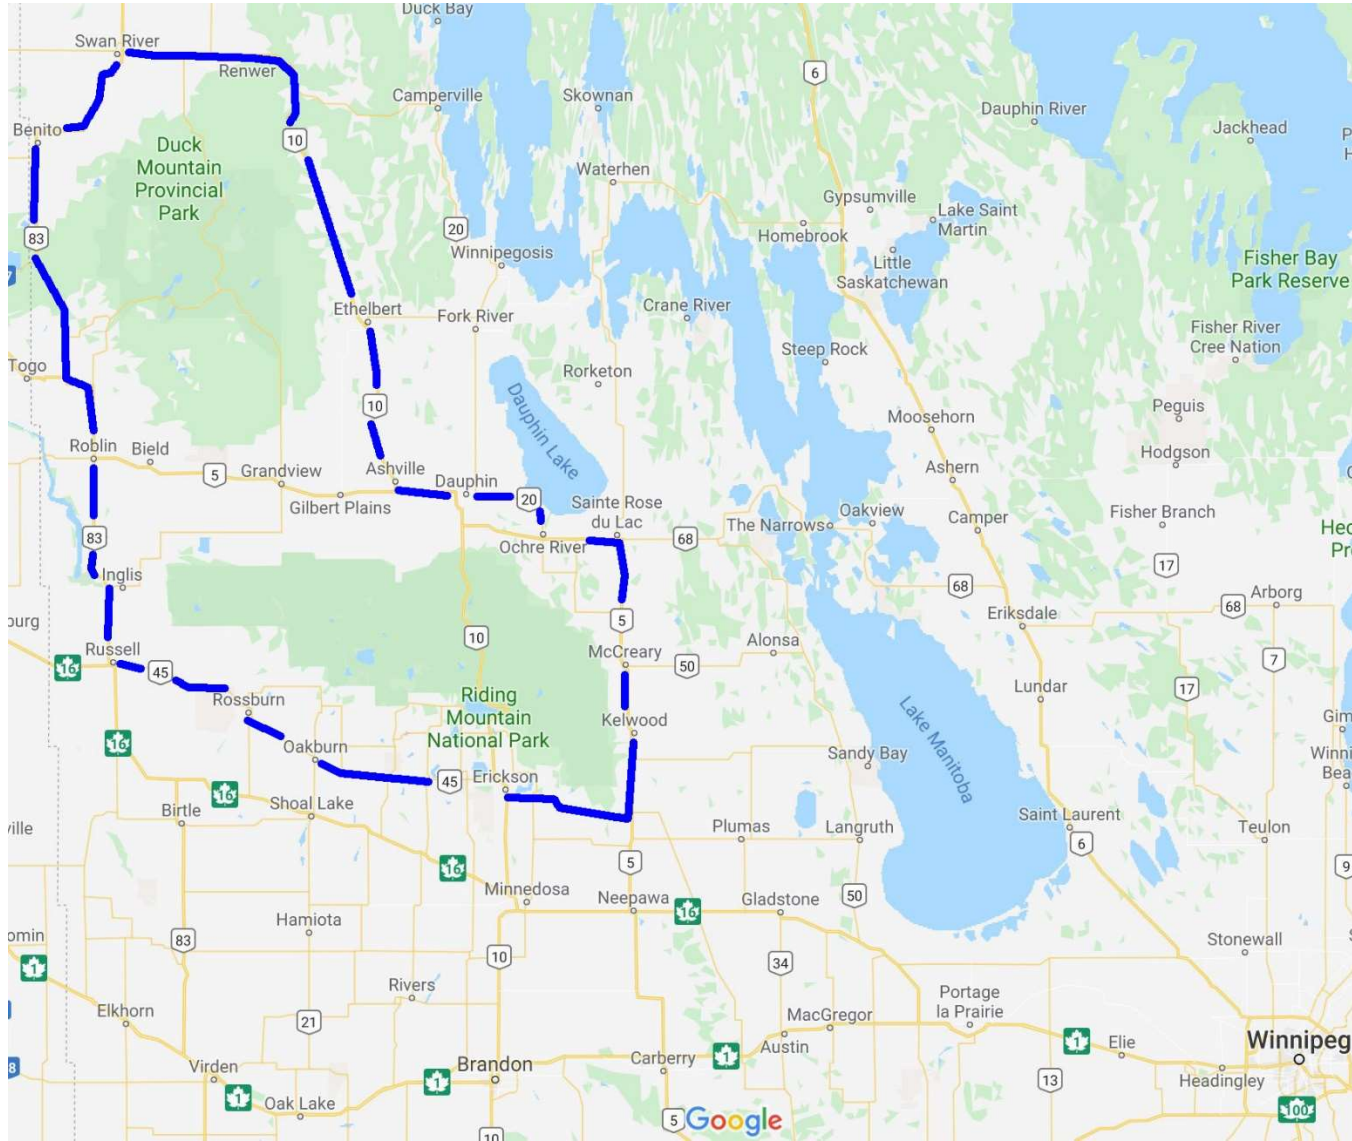 Duck Bay
Swan River
Renwer
6
Camperville
Skownan
Dauphin River
Jackhead
Benito
10
Duck
Mountain
Provincial
Park
Waterhen
Gypsumville
Lake Saint
Martin
83
20
Homebrook
Winnipegosis
Little
Saskatchewan
Fisher Bay
Park Reserve
Ethelbert
Fork River
Crane River
Fisher River
Cree Nation
Togo
Steep Rock
Rorketon
Dauphin Lake
10
Moosehorn
Peguis
Roblin
Bield
5
Grandview
Ashville
Dauphin
Gilbert Plains
20
Sainte Rose
du Lac
Ashern
Hodgson
The Narrows
Oakview
Camper
Fisher Branch
83
Ochre River
68
17
Inglis
68
Arborg
68
Eriksdale
5
10
Alonsa
7
Russell
16
45
McCreary
50
Rossburn
Riding
Mountain
National Park
Kelwood
Lundar
17
Lake Manitoba
16
Oakburn
45
Erickson
Sandy Bay
16
Birtle
Shoal Lake
Plumas
Langruth
Saint Laurent
6
Teulon
16
5
9
Minnedosa
Neepawa
16
Gladstone
50
Hamiota
83
10
34
Stonewall
1
Elkhorn
Rivers
21
MacGregor
Austin
Portage
la Prairie
1
Elie
Winnipeg
Virden
Brandon
1
Carberry
1
Headingley
13
1
Oak Lake
5
Google
100
10